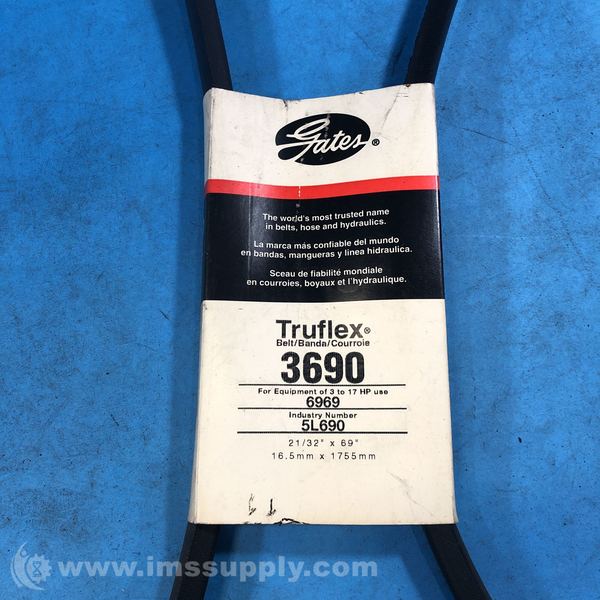 Gates®
The world's most trusted name
in belts, hose and hydraulics.
La marca más confiable del mundo
en bandas, mangueras y linea hidraulica.
Sceau de fiabilité mondiale
en courroies, boyaux et l'hydraulique.
Truflex®
Belt/Banda/Courroie
3690
For Equipment of 3 to 17 HP use
6969
Industry Number
5L690
21/32" x 69"
16.5mm x 1755mm
www.imssupply.com